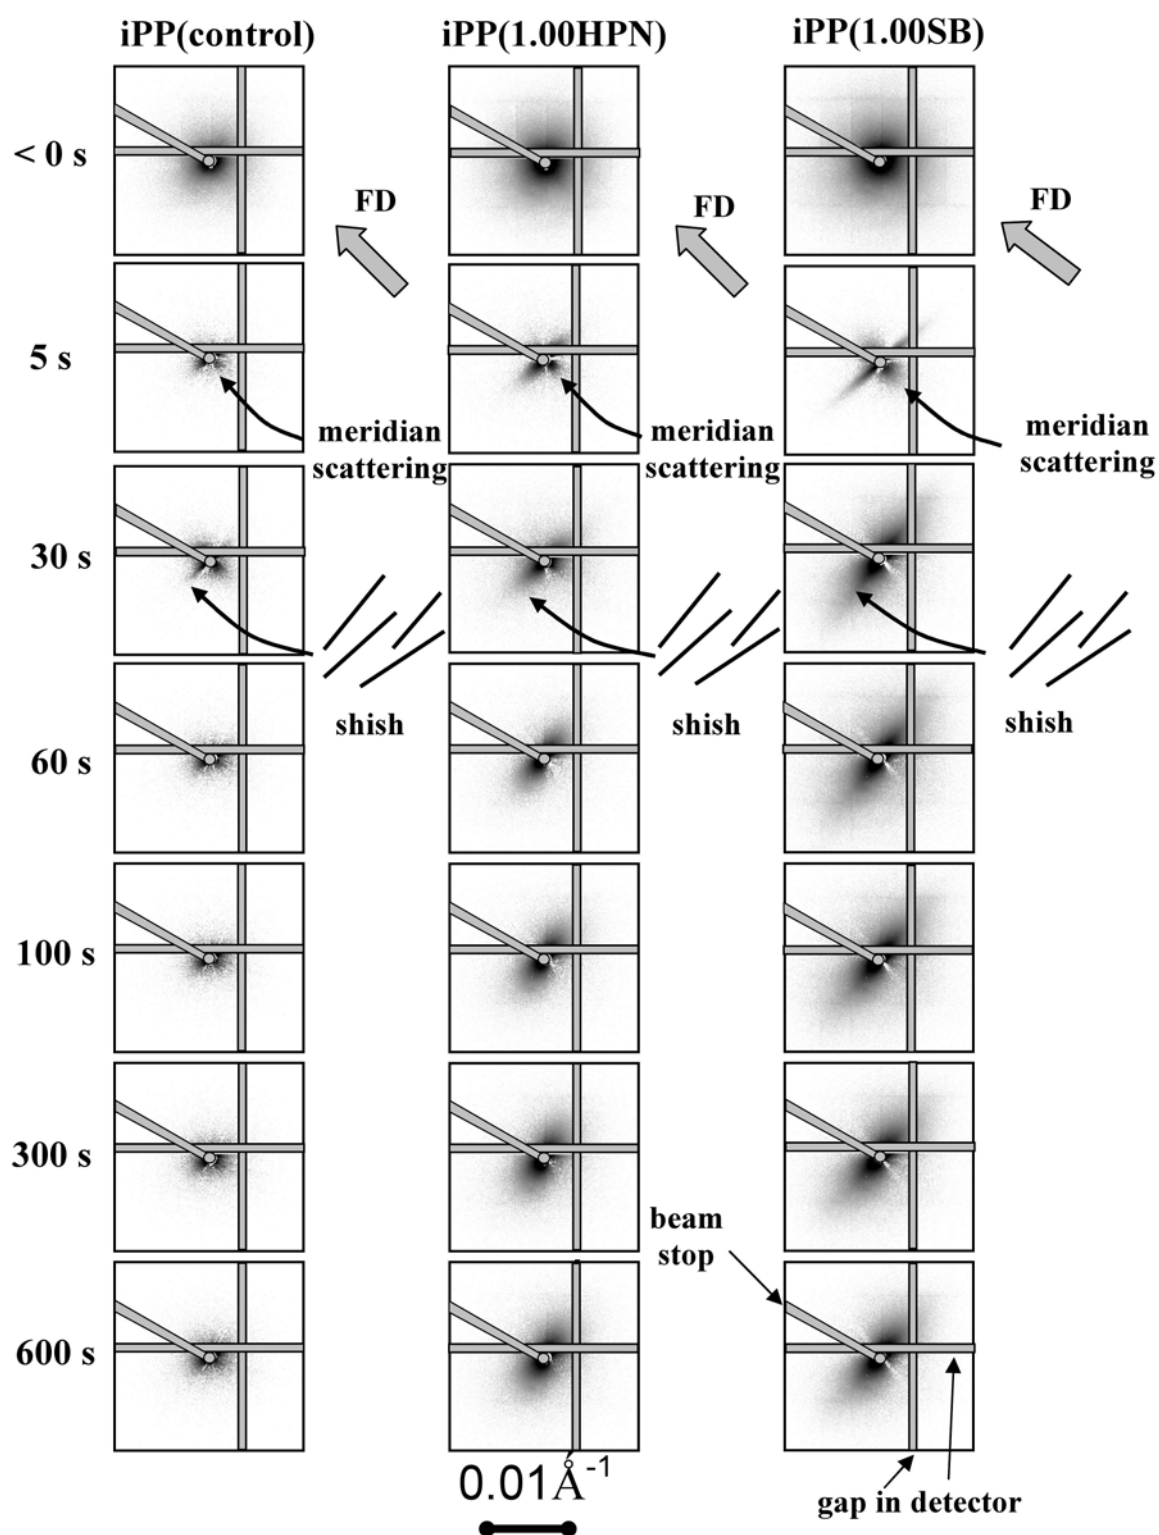 iPP(control) iPP(1.00HPN) iPP(1.00SB)
< 0 s
FD FD FD
5 s
meridian scattering
meridian scattering
meridian scattering
30 s
shish shish shish
60 s
100 s
300 s
beam
stop
600 s
0.01Å⁻¹
gap in detector